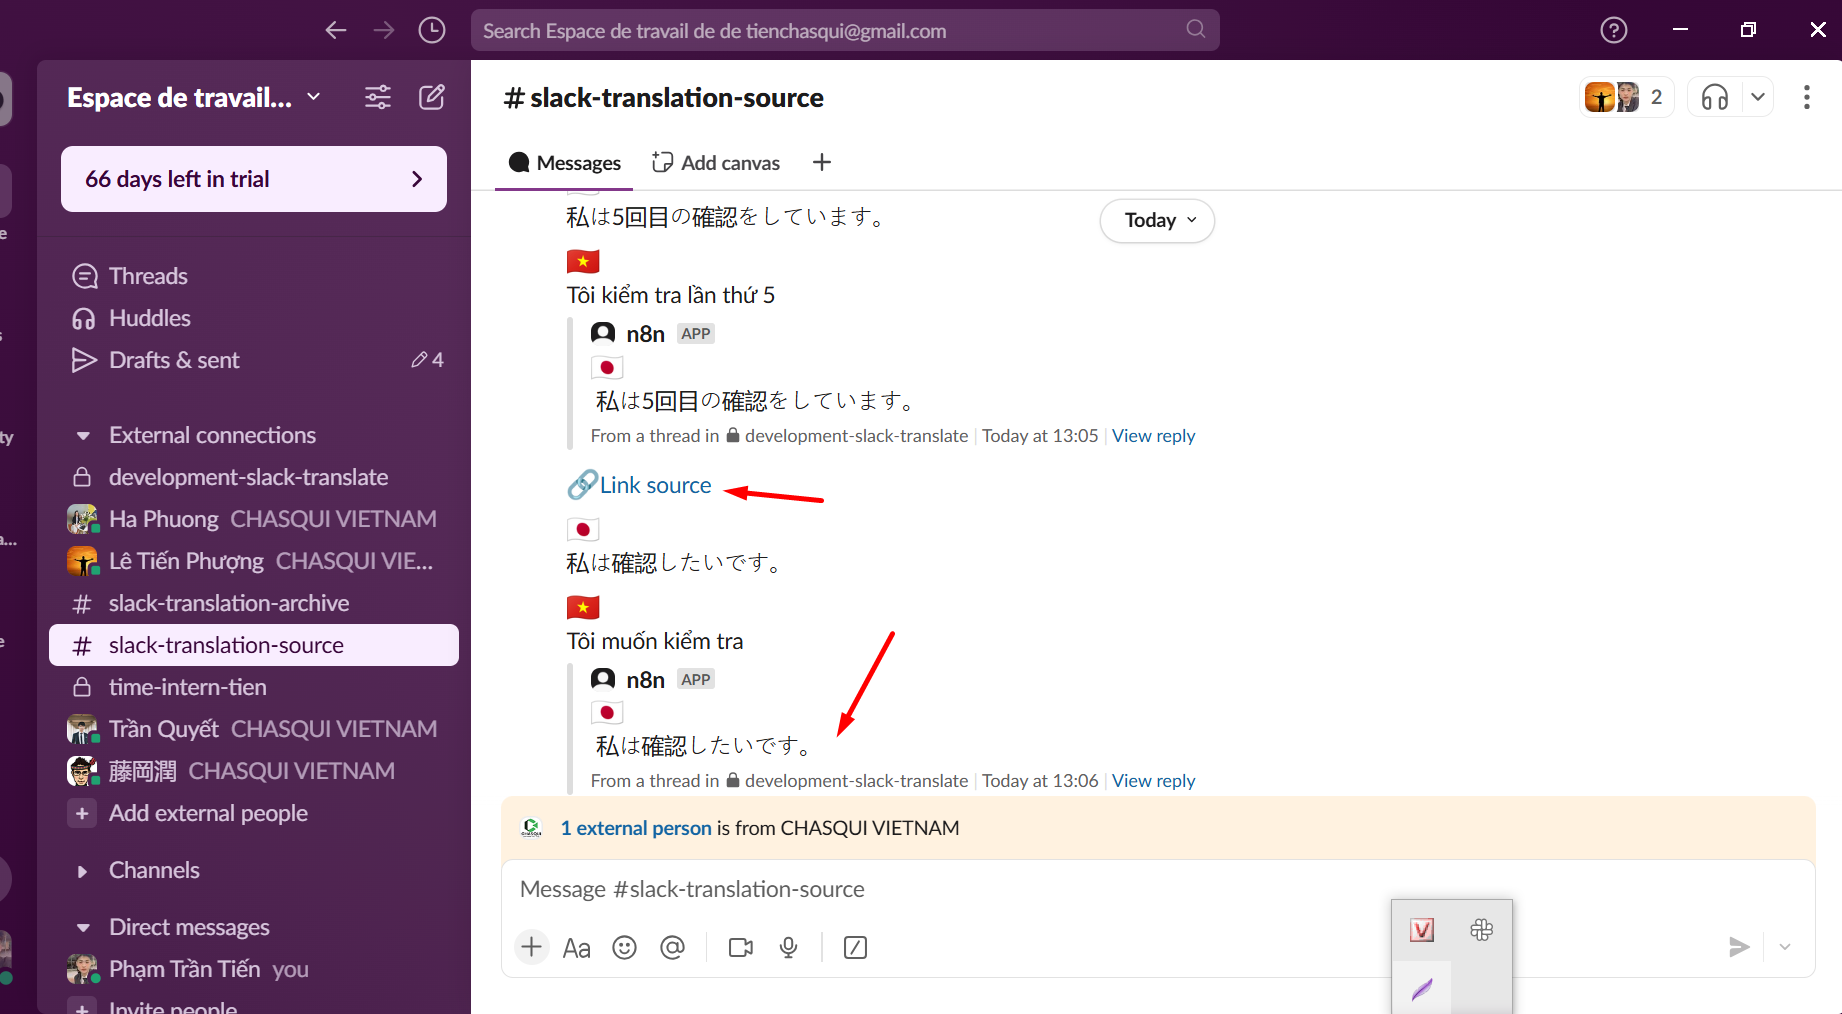 Search Espace de travail de de tienchasqui@gmail.com
Espace de travail...
66 days left in trial
Threads
Huddles
Drafts & sent
4
External connections
development-slack-translate
Ha Phuong CHASQUI VIETNAM
Lê Tiến Phượng CHASQUI VIE...
slack-translation-archive
# slack-translation-source
time-intern-tien
Trần Quyết CHASQUI VIETNAM
藤岡潤 CHASQUI VIETNAM
Add external people
Channels
Direct messages
Phạm Trần Tiến you
Invite people
# slack-translation-source
2
Messages
Add canvas
Today
私は5回目の確認をしています。
Tôi kiểm tra lần thứ 5
n8n APP
私は5回目の確認をしています。
From a thread in development-slack-translate | Today at 13:05 | View reply
Link source
私は確認したいです。
Tôi muốn kiểm tra
n8n APP
私は確認したいです。
From a thread in development-slack-translate | Today at 13:06 | View reply
1 external person is from CHASQUI VIETNAM
Message #slack-translation-source
Aa